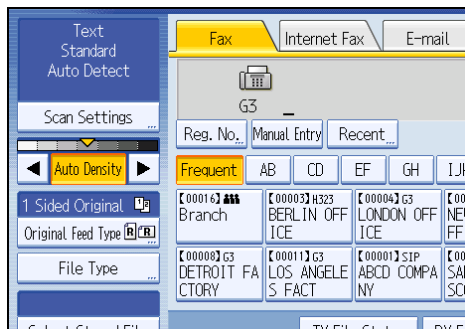 Text
Standard
Auto Detect
Scan Settings
Auto Density
1 Sided Original
Original Feed Type
File Type
Fax
Internet Fax
E-mail
G3 _
Reg. No.
Manual Entry
Recent
Frequent
AB
CD
EF
GH
【00016】
Branch
【00003】H323
BERLIN OFF
ICE
【00004】G3
LONDON OFF
ICE
【00008】G3
DETROIT FA
CTORY
【00011】G3
LOS ANGELE
S FACT
【00001】SIP
ABCD COMPA
NY